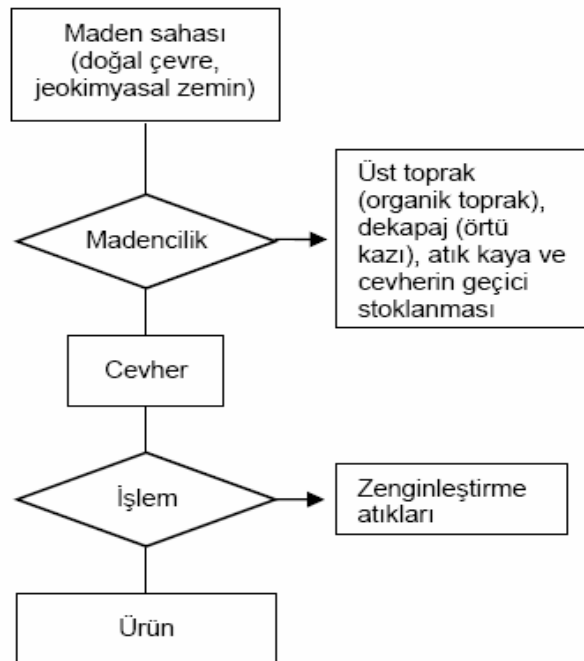 Maden sahası
(doğal çevre,
jeokimyasal zemin)
Madencilik
Üst toprak
(organik toprak),
dekapaj (örtü
kazı), atık kaya ve
cevherin geçici
stoklanması
Cevher
İşlem
Zenginleştirme
atıkları
Ürün